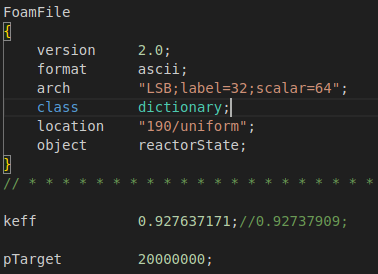 FoamFile
{
    version     2.0;
    format      ascii;
    arch        "LSB;label=32;scalar=64";
    class       dictionary;
    location    "190/uniform";
    object      reactorState;
}
// * * * * * * * * * * * * * * * * * * * * *
keff            0.927637171;//0.92737909;
pTarget         20000000;